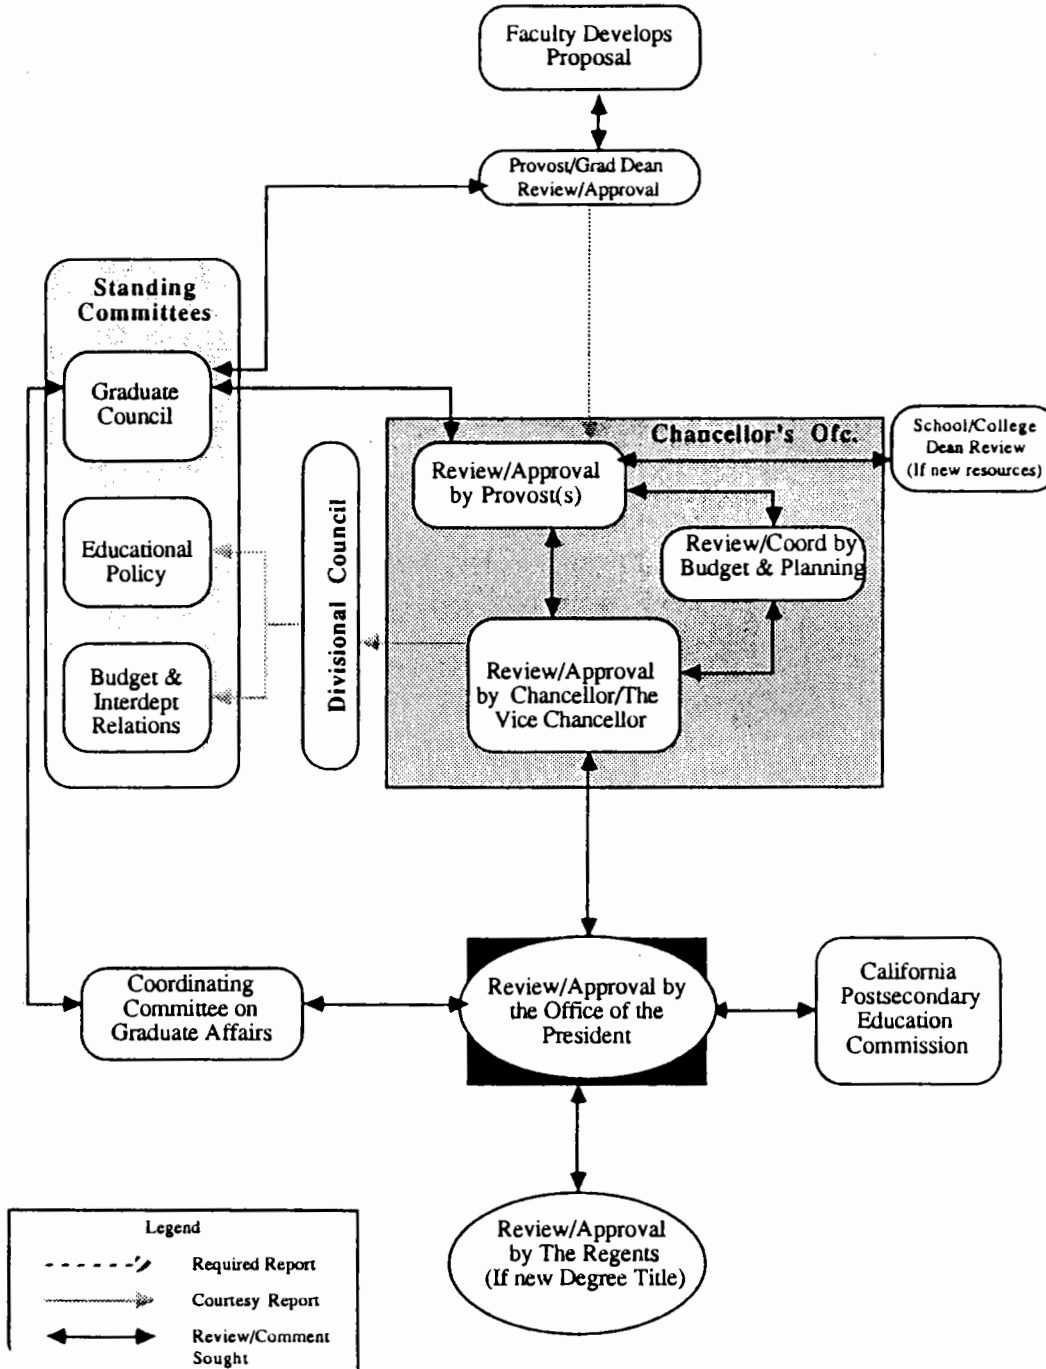 Faculty Develops
Proposal
Provost/Grad Dean
Review/Approval
Standing
Committees
Graduate
Council
Educational
Policy
Budget &
Interdept
Relations
Divisional Council
Chancellor's Ofc.
Review/Approval
by Provost(s)
School/College
Dean Review
(If new resources)
Review/Coord by
Budget & Planning
Review/Approval
by Chancellor/The
Vice Chancellor
Coordinating
Committee on
Graduate Affairs
Review/Approval by
the Office of the
President
California
Postsecondary
Education
Commission
Review/Approval
by The Regents
(If new Degree Title)
Legend
Required Report
Courtesy Report
Review/Comment
Sought